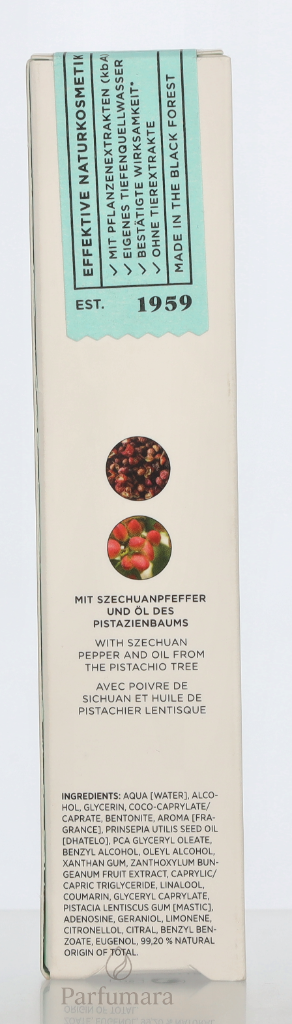 EFFEKTIVE NATURKOSMETIK
✓ MIT PFLANZENEXTRAKTEN (kbA
✓ EIGENES TIEFENQUELLWASSER
✓ BESTÄTIGTE WIRKSAMKEIT*
✓ OHNE TIEREXTRAKTE
MADE IN THE BLACK FOREST
EST. 1959
MIT SZECHUANPFEFFER
UND ÖL DES
PISTAZIENBAUMS
WITH SZECHUAN
PEPPER AND OIL FROM
THE PISTACHIO TREE
AVEC POIVRE DE
SICHUAN ET HUILE DE
PISTACHIER LENTISQUE
INGREDIENTS: AQUA [WATER], ALCO-
HOL, GLYCERIN, COCO-CAPRYLATE/
CAPRATE, BENTONITE, AROMA [FRA-
GRANCE], PRINSEPIA UTILIS SEED OIL
[DHATELO], PCA GLYCERYL OLEATE,
BENZYL ALCOHOL, OLEYL ALCOHOL,
XANTHAN GUM, ZANTHOXYLUM BUN-
GEANUM FRUIT EXTRACT, CAPRYLIC/
CAPRIC TRIGLYCERIDE, LINALOOL,
COUMARIN, GLYCERYL CAPRYLATE,
PISTACIA LENTISCUS GUM [MASTIC],
ADENOSINE, GERANIOL, LIMONENE,
CITRONELLOL, CITRAL, BENZYL BEN-
ZOATE, EUGENOL, 99,20 % NATURAL
ORIGIN OF TOTAL.
Parfumara